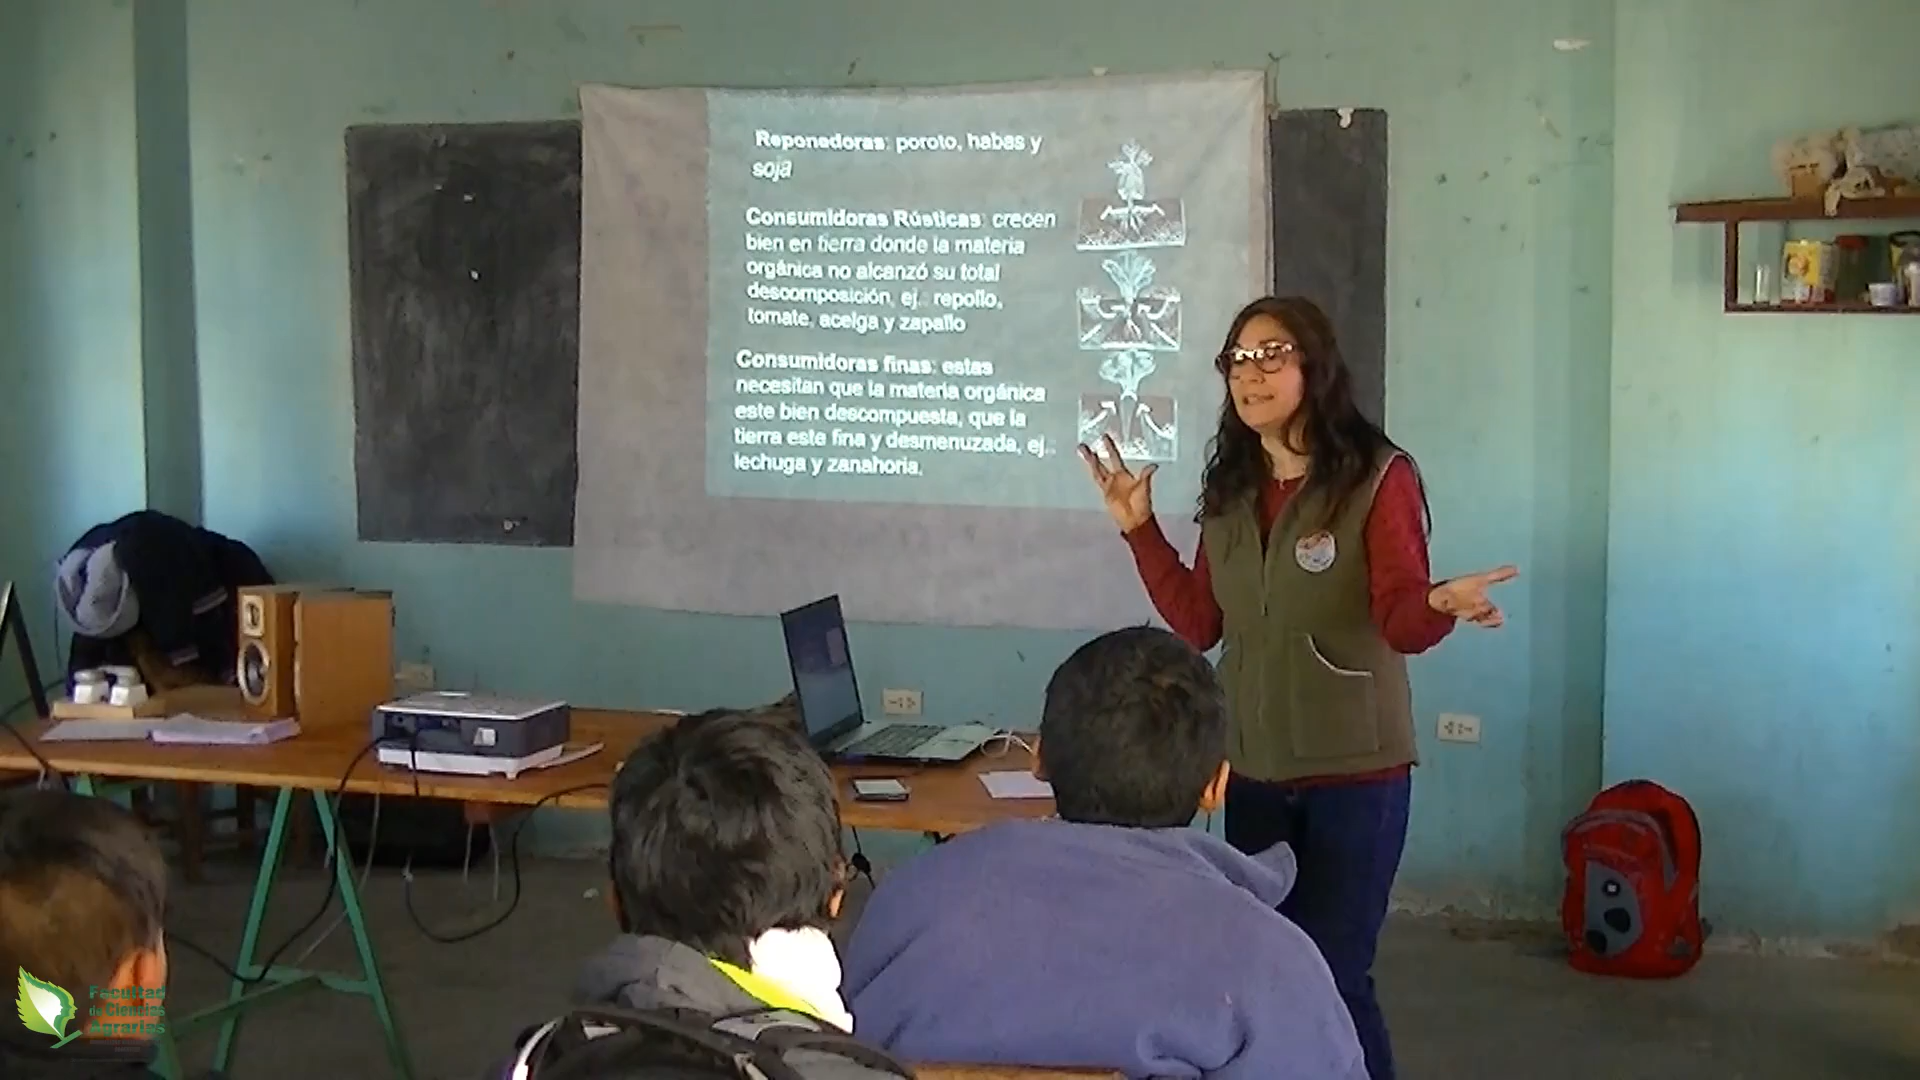 Reponedoras: poroto, habas y
soja
Consumidoras Rústicas: crecen
bien en tierra donde la materia
orgánica no alcanzó su total
descomposición, ej.: repollo,
tomate, acelga y zapallo
Consumidoras finas: estas
necesitan que la materia orgánica
este bien descompuesta, que la
tierra este fina y desmenuzada, ej.:
lechuga y zanahoria.
Facultad
de Ciencias
Agrarias